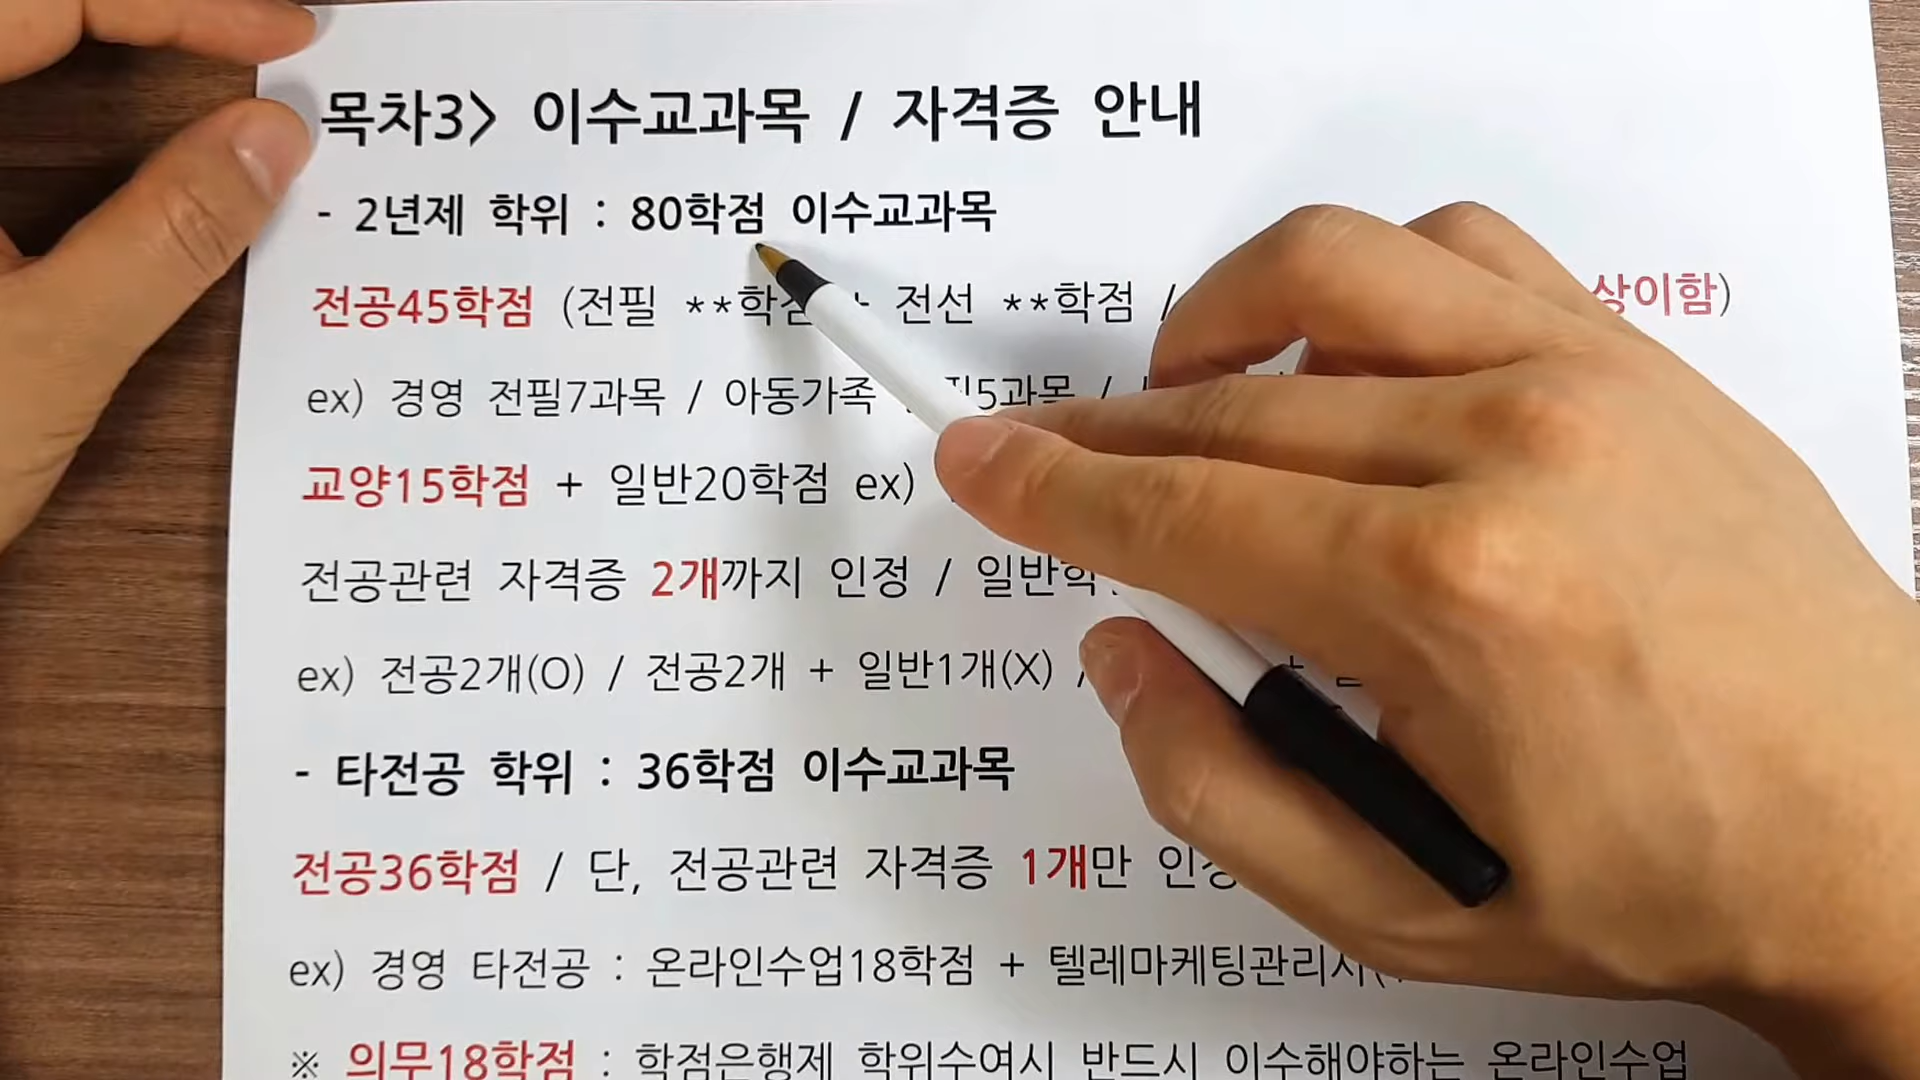 목차3> 이수교과목 / 자격증 안내
- 2년제 학위 : 80학점 이수교과목
전공45학점 (전필 **학점 + 전선 **학점 / 상이함)
ex) 경영 전필7과목 / 아동가족 전필5과목 /
교양15학점 + 일반20학점 ex)
전공관련 자격증 2개까지 인정 / 일반학
ex) 전공2개(O) / 전공2개 + 일반1개(X) /
- 타전공 학위 : 36학점 이수교과목
전공36학점 / 단, 전공관련 자격증 1개만 인정
ex) 경영 타전공 : 온라인수업18학점 + 텔레마케팅관리사(
※ 의무18학점 : 학점은행제 학위수여시 반드시 이수해야하는 온라인수업